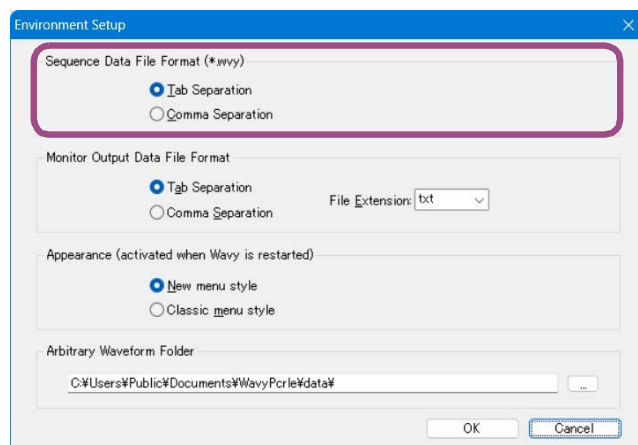 Environment Setup
Sequence Data File Format (*.wvy)
Tab Separation
Comma Separation
Monitor Output Data File Format
Tab Separation
File Extension: txt
Comma Separation
Appearance (activated when Wavy is restarted)
New menu style
Classic menu style
Arbitrary Waveform Folder
C:¥Users¥Public¥Documents¥WavyPcrle¥data¥
...
OK Cancel